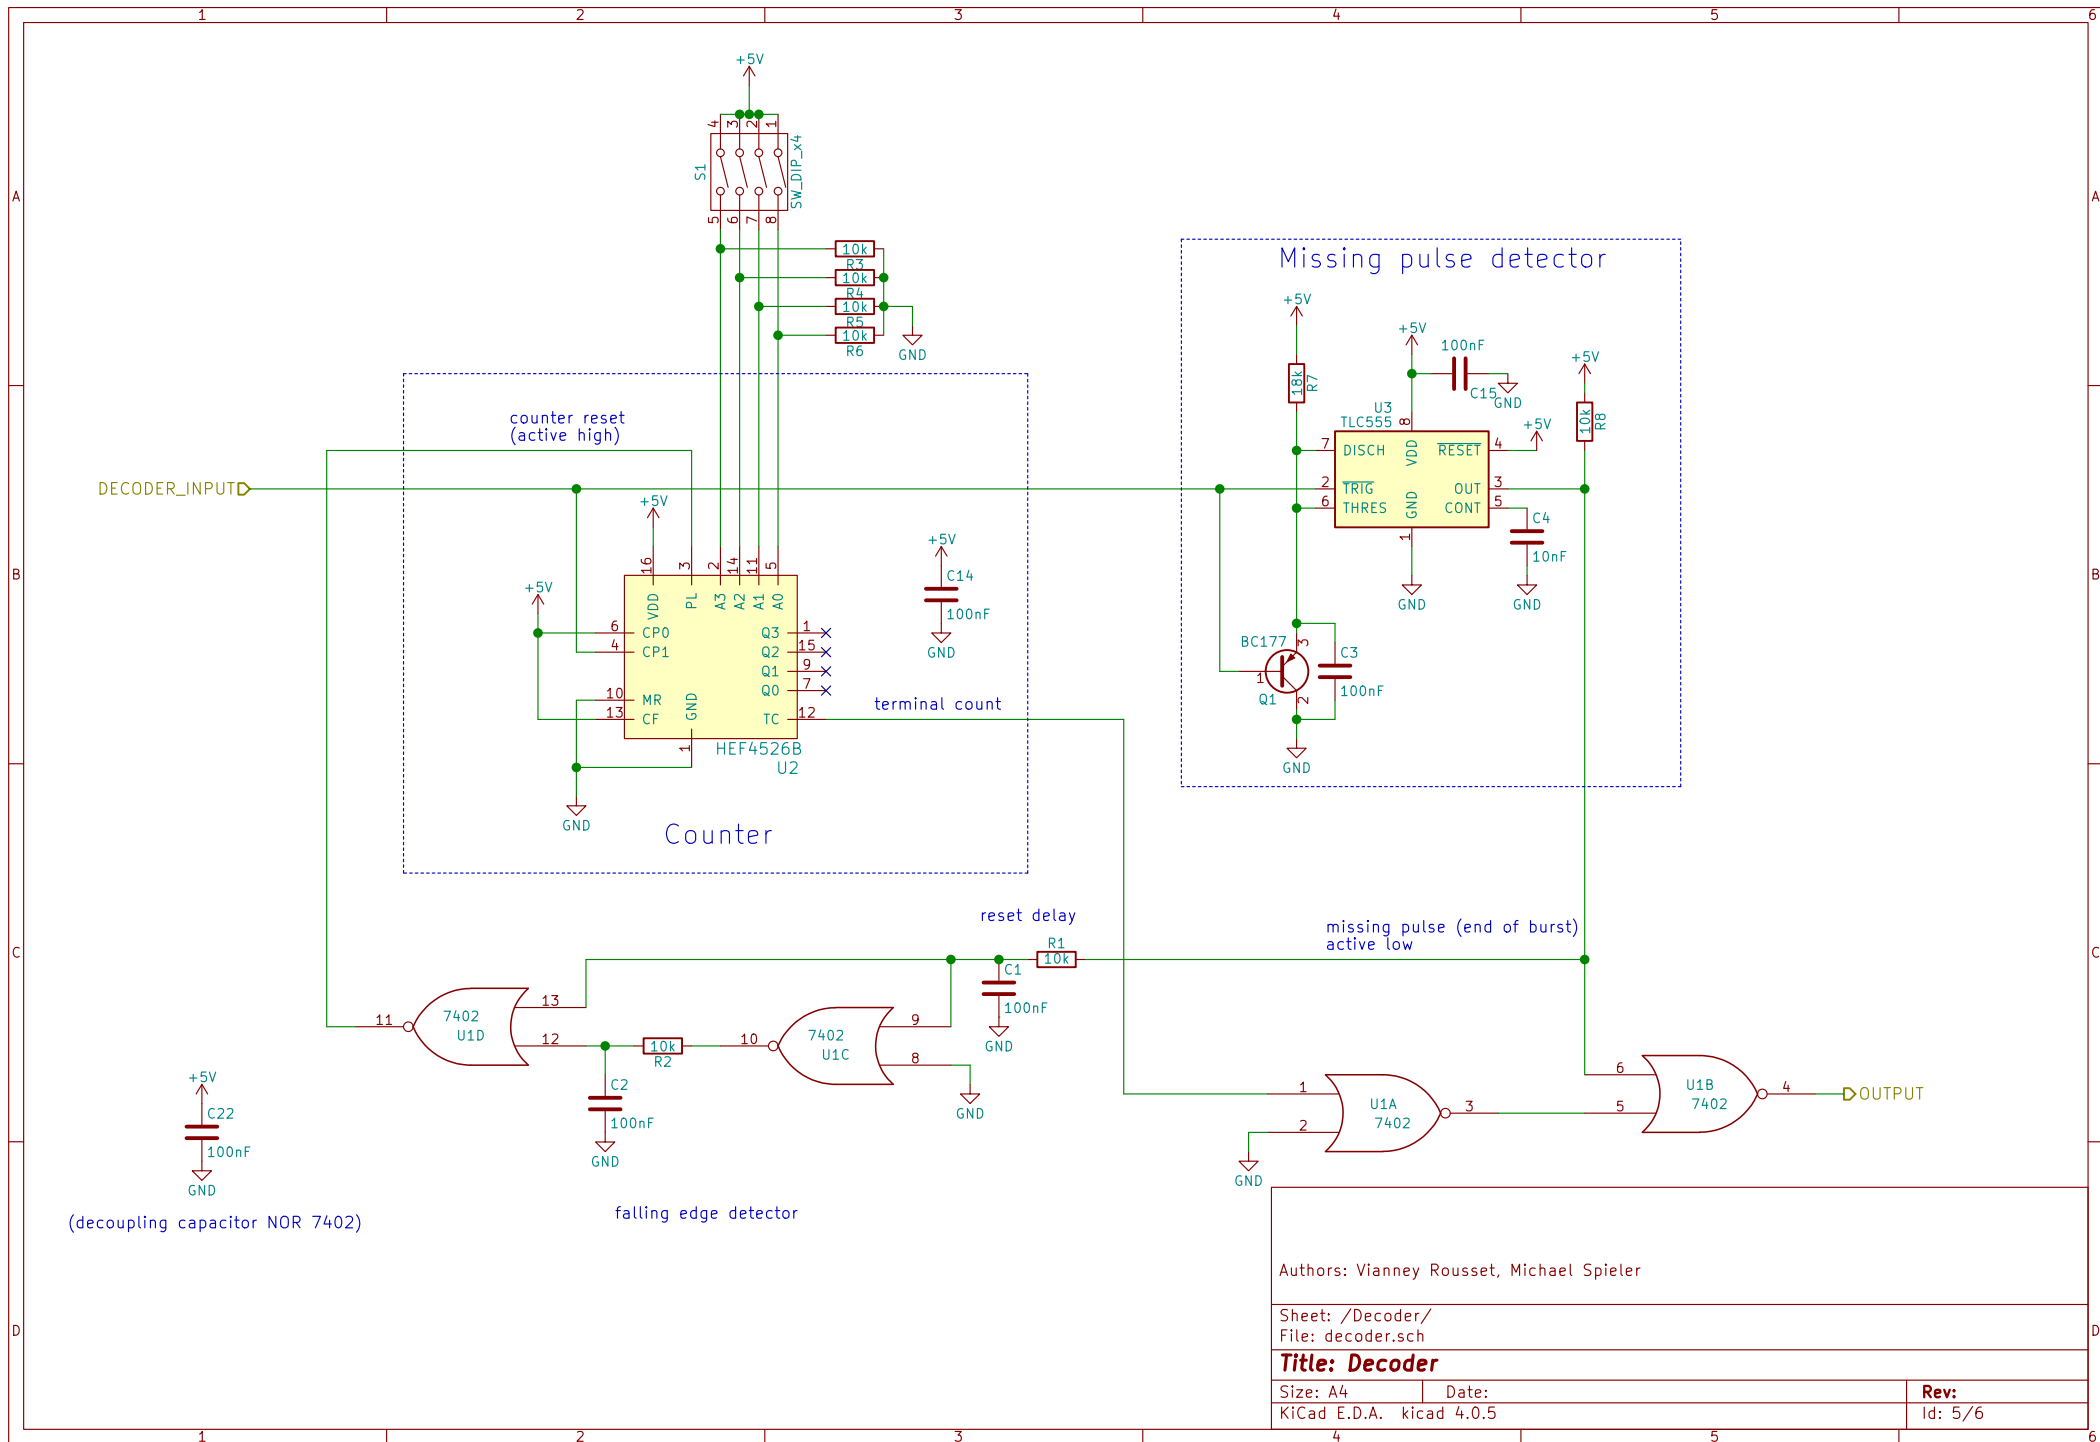 1 2 3 4 5 6
A A
B B
C C
D D
1 2 3 4 5 6
+5V
4 3 2 1
S1
SW_DIP_x4
5 6 7 8
10k
R3
10k
R4
10k
R5
10k
R6
GND
counter reset
(active high)
DECODER_INPUT
+5V
+5V
16 3 2 14 11 5
VDD PL A3 A2 A1 A0
6 CP0
4 CP1
10 MR
13 CF
GND
1
Q3 1
Q2 15
Q1 9
Q0 7
TC 12
HEF4526B
U2
GND
+5V
C14
100nF
GND
terminal count
Counter
Missing pulse detector
+5V
18k
R7
+5V
100nF
C15
GND
+5V
10k
R8
U3
TLC555
8
VDD
7 DISCH
2 TRIG
6 THRES
RESET 4
OUT 3
CONT 5
GND
1
+5V
C4
10nF
GND
GND
BC177
3
1
2
Q1
C3
100nF
GND
reset delay
R1
10k
C1
100nF
GND
missing pulse (end of burst)
active low
11
7402
U1D
13
12
10k
R2
C2
100nF
GND
10
7402
U1C
9
8
GND
falling edge detector
+5V
C22
100nF
GND
(decoupling capacitor NOR 7402)
1
2
U1A
7402
3
GND
6
5
U1B
7402
4
OUTPUT
Authors: Vianney Rousset, Michael Spieler
Sheet: /Decoder/
File: decoder.sch
Title: Decoder
Size: A4 Date: Rev:
KiCad E.D.A. kicad 4.0.5 Id: 5/6